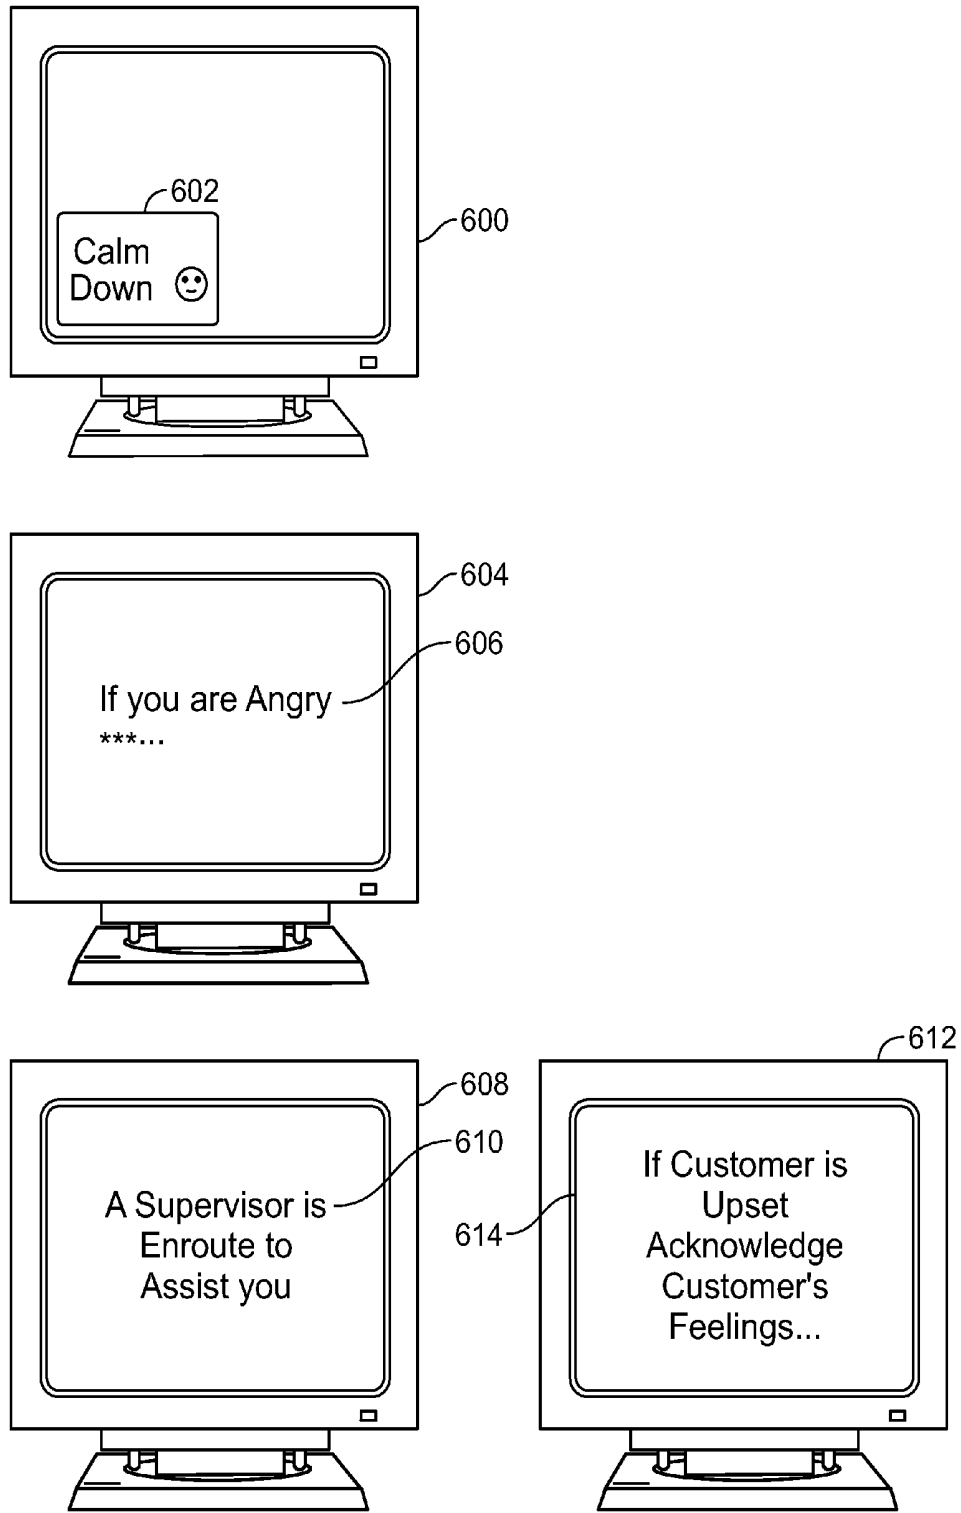 602
600
Calm
Down
604
606
If you are Angry
***...
612
608
610
A Supervisor is
Enroute to
Assist you
614
If Customer is
Upset
Acknowledge
Customer's
Feelings...